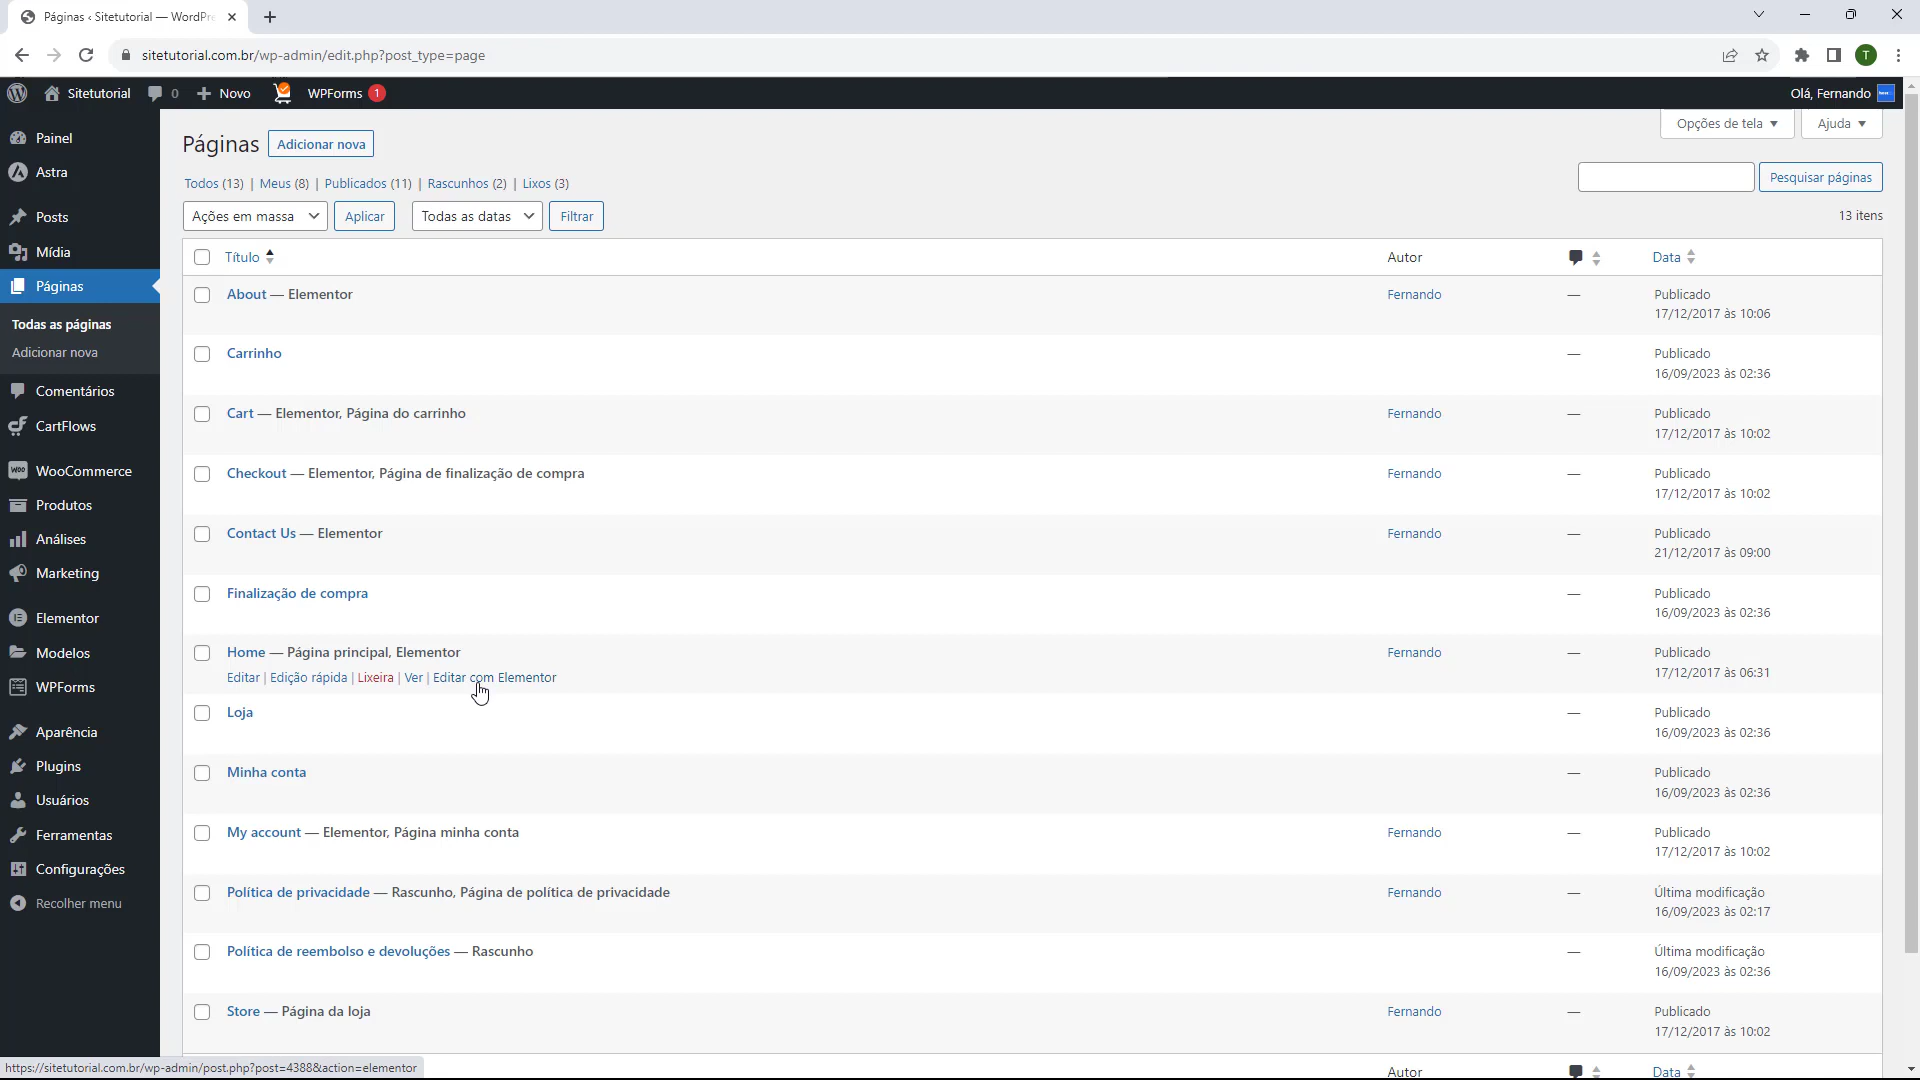 Páginas ‹ Sitetutorial — WordPr
sitetutorial.com.br/wp-admin/edit.php?post_type=page
T
Sitetutorial 0 Novo WPForms 1 Olá, Fernando
Painel
Astra
Posts
Mídia
Páginas
Todas as páginas
Adicionar nova
Comentários
CartFlows
WooCommerce
Produtos
Análises
Marketing
Elementor
Modelos
WPForms
Aparência
Plugins
Usuários
Ferramentas
Configurações
Recolher menu
Opções de tela Ajuda
Páginas Adicionar nova
Todos (13) | Meus (8) | Publicados (11) | Rascunhos (2) | Lixos (3)
Pesquisar páginas
Ações em massa Aplicar Todas as datas Filtrar
13 itens
Título Autor Data
About — Elementor Fernando — Publicado
17/12/2017 às 10:06
Carrinho — Publicado
16/09/2023 às 02:36
Cart — Elementor, Página do carrinho Fernando — Publicado
17/12/2017 às 10:02
Checkout — Elementor, Página de finalização de compra Fernando — Publicado
17/12/2017 às 10:02
Contact Us — Elementor Fernando — Publicado
21/12/2017 às 09:00
Finalização de compra — Publicado
16/09/2023 às 02:36
Home — Página principal, Elementor Fernando — Publicado
17/12/2017 às 06:31
Editar | Edição rápida | Lixeira | Ver | Editar com Elementor
Loja — Publicado
16/09/2023 às 02:36
Minha conta — Publicado
16/09/2023 às 02:36
My account — Elementor, Página minha conta Fernando — Publicado
17/12/2017 às 10:02
Política de privacidade — Rascunho, Página de política de privacidade Fernando — Última modificação
16/09/2023 às 02:17
Política de reembolso e devoluções — Rascunho — Última modificação
16/09/2023 às 02:36
Store — Página da loja Fernando — Publicado
17/12/2017 às 10:02
Autor Data
https://sitetutorial.com.br/wp-admin/post.php?post=4388&action=elementor